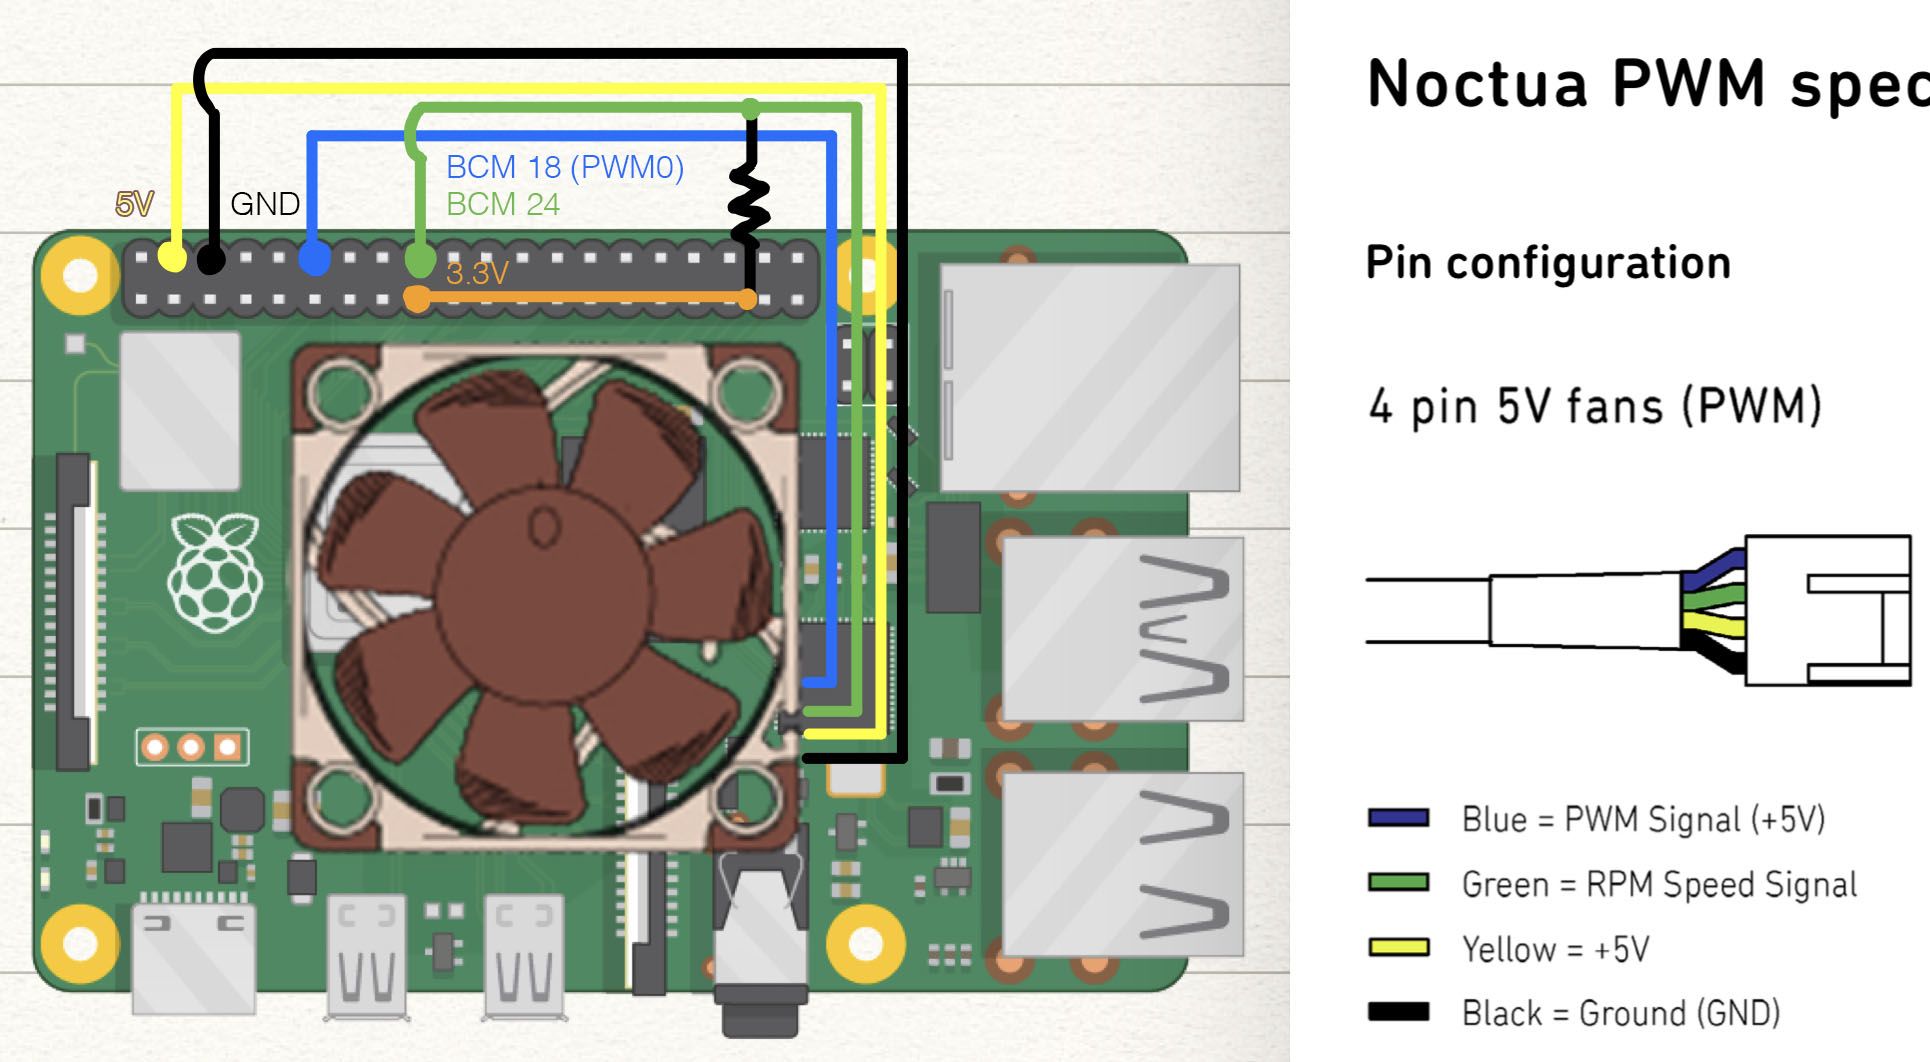 5V
GND
BCM 18 (PWM0)
BCM 24
3.3V
Noctua PWM spec
Pin configuration
4 pin 5V fans (PWM)
Blue = PWM Signal (+5V)
Green = RPM Speed Signal
Yellow = +5V
Black = Ground (GND)